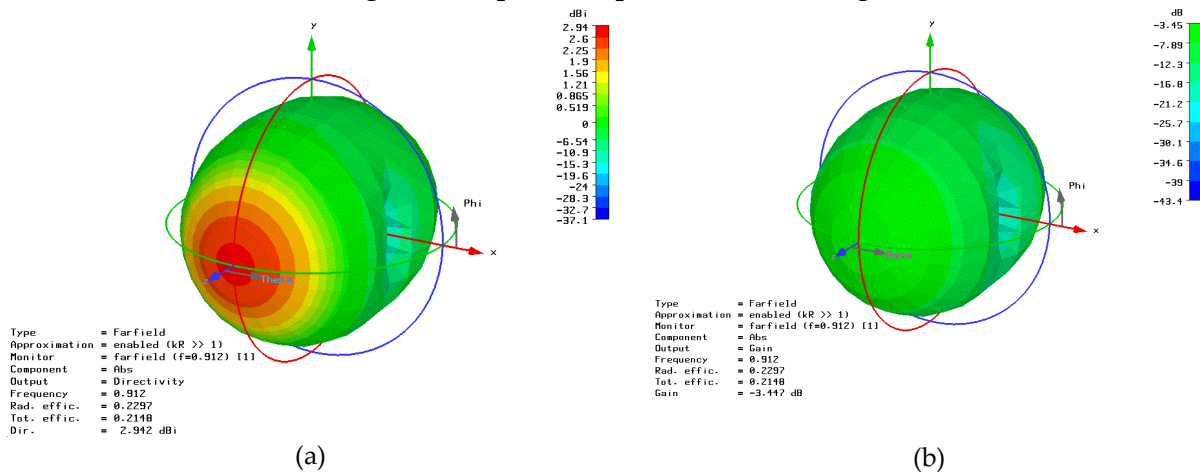 dBi
2.94
2.6
2.25
1.9
1.56
1.21
0.865
0.519
0
-6.54
-10.9
-15.3
-19.6
-24
-28.3
-32.7
-37.1
y
Phi
x
Theta
z
Type = Farfield
Approximation = enabled (kR >> 1)
Monitor = farfield (f=0.912) [1]
Component = Abs
Output = Directivity
Frequency = 0.912
Rad. effic. = 0.2297
Tot. effic. = 0.2148
Dir. = 2.942 dBi
(a)
dB
-3.45
-7.89
-12.3
-16.8
-21.2
-25.7
-30.1
-34.6
-39
-43.4
y
Phi
x
Theta
z
Type = Farfield
Approximation = enabled (kR >> 1)
Monitor = farfield (f=0.912) [1]
Component = Abs
Output = Gain
Frequency = 0.912
Rad. effic. = 0.2297
Tot. effic. = 0.2148
Gain = -3.447 dB
(b)